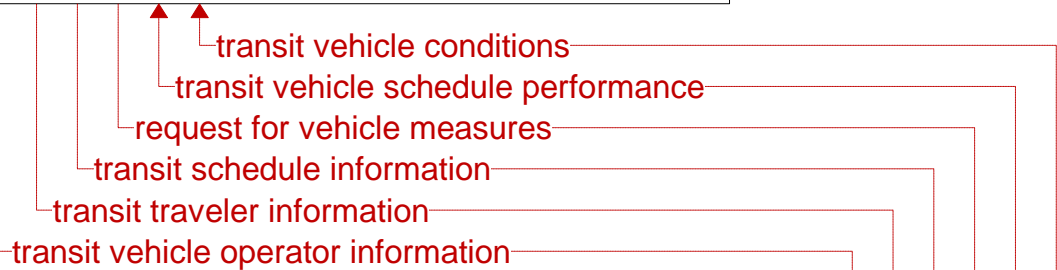 transit vehicle conditions
transit vehicle schedule performance
request for vehicle measures
transit schedule information
transit traveler information
transit vehicle operator information